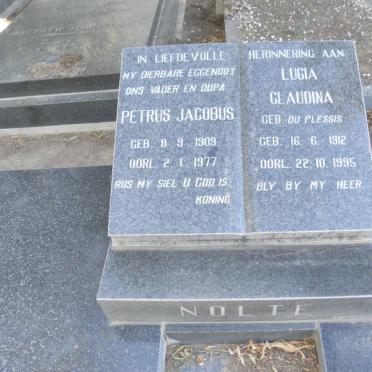 IN LIEFDEVOLLE
MY DIERBARE EGGENOOT
ONS VADER EN OUPA
PETRUS JACOBUS
GEB. 8·9·1909
OORL. 2·1·1977
RUS MY SIEL U GOD IS
KONING
HERINNERING AAN
LUCIA
CLAUDINA
GEB DU PLESSIS
GEB. 16·6·1912
OORL. 22·10·1995
BLY BY MY HEER
NOLTE